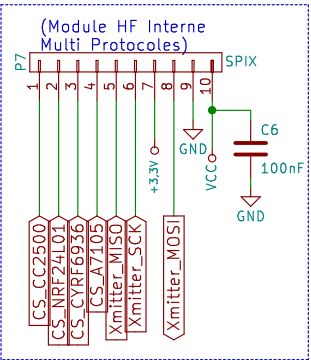 (Module HF Interne
Multi Protocoles)
P7
SPIX
1
2
3
4
5
6
7
8
9
10
C6
100nF
GND
GND
+3,3V
VCC
CS_CC2500
CS_NRF24L01
CS_CYRF6936
CS_A7105
Xmitter_MISO
Xmitter_SCK
Xmitter_MOSI